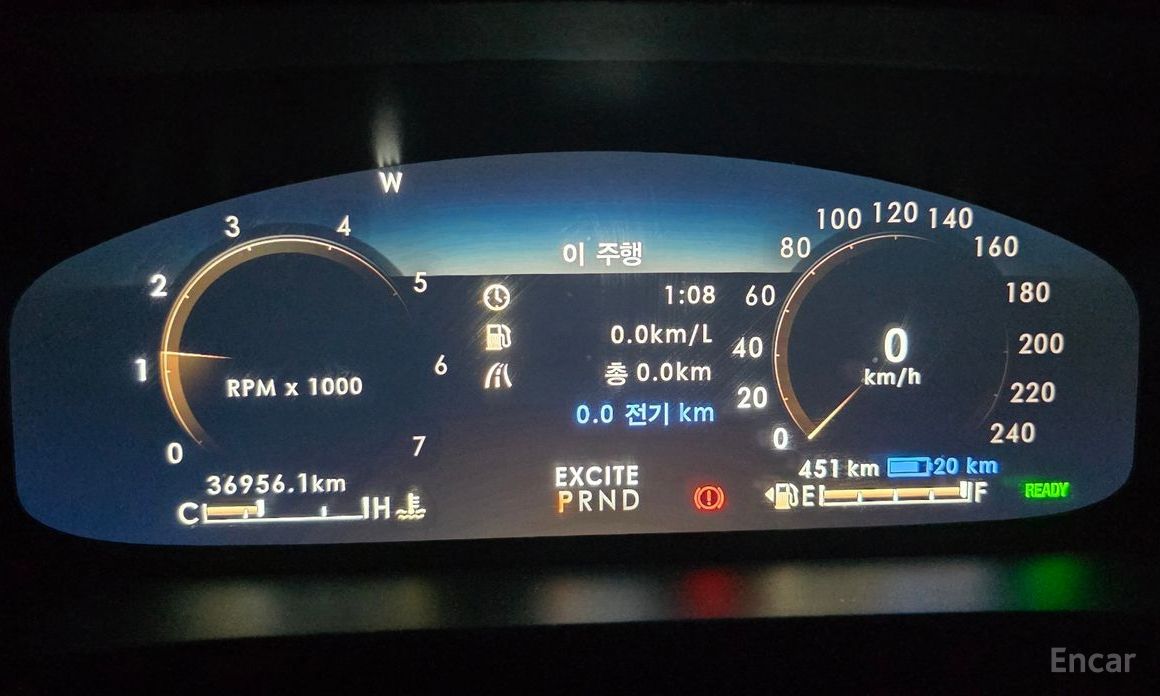 W
0
1
2
3
4
5
6
7
RPM x 1000
36956.1km
C H
이 주행
1:08
0.0km/L
총 0.0km
0.0 전기 km
EXCITE
PRND
0
20
40
60
80
100
120
140
160
180
200
220
240
0
km/h
451 km 20 km
E F
READY
Encar